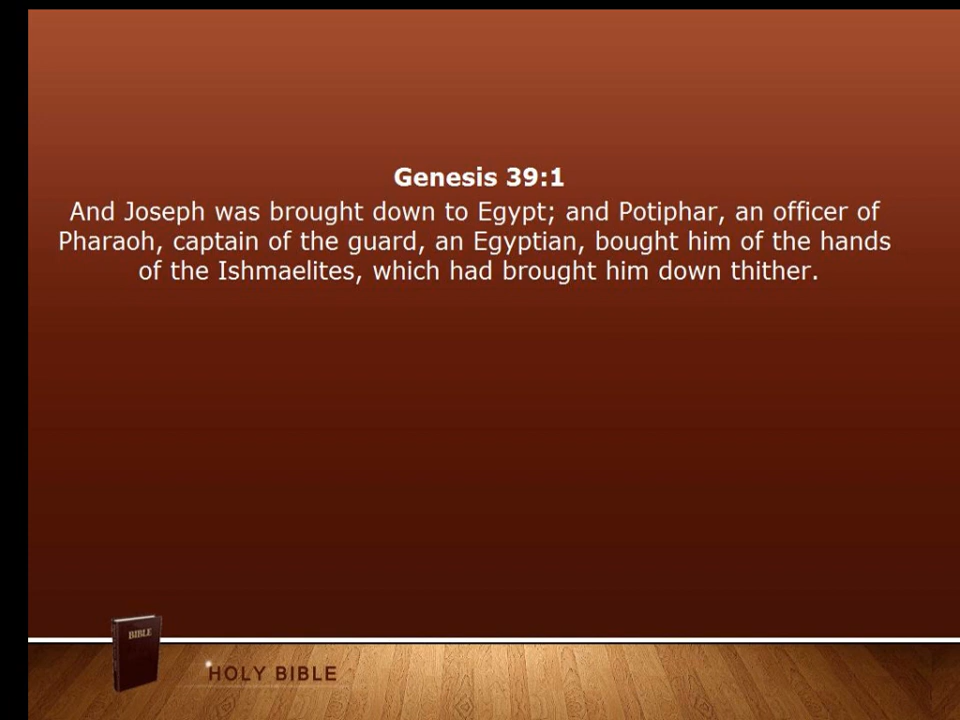 Genesis 39:1
And Joseph was brought down to Egypt; and Potiphar, an officer of
Pharaoh, captain of the guard, an Egyptian, bought him of the hands
of the Ishmaelites, which had brought him down thither.
BIBLE
HOLY BIBLE